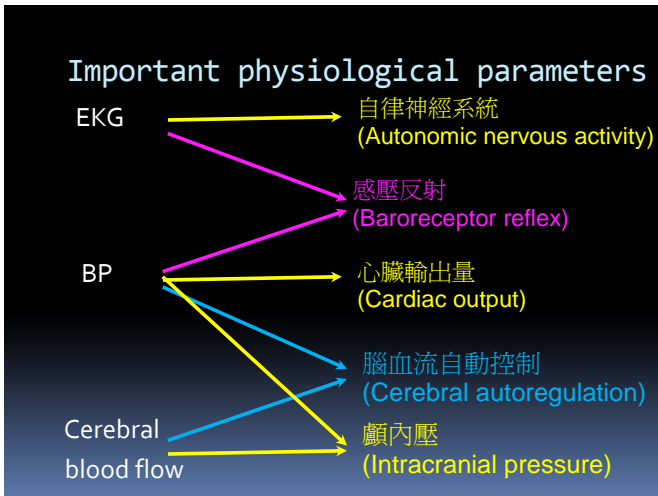 Important physiological parameters
EKG
自律神經系統
(Autonomic nervous activity)
感壓反射
(Baroreceptor reflex)
BP
心臟輸出量
(Cardiac output)
腦血流自動控制
(Cerebral autoregulation)
Cerebral
blood flow
顱內壓
(Intracranial pressure)